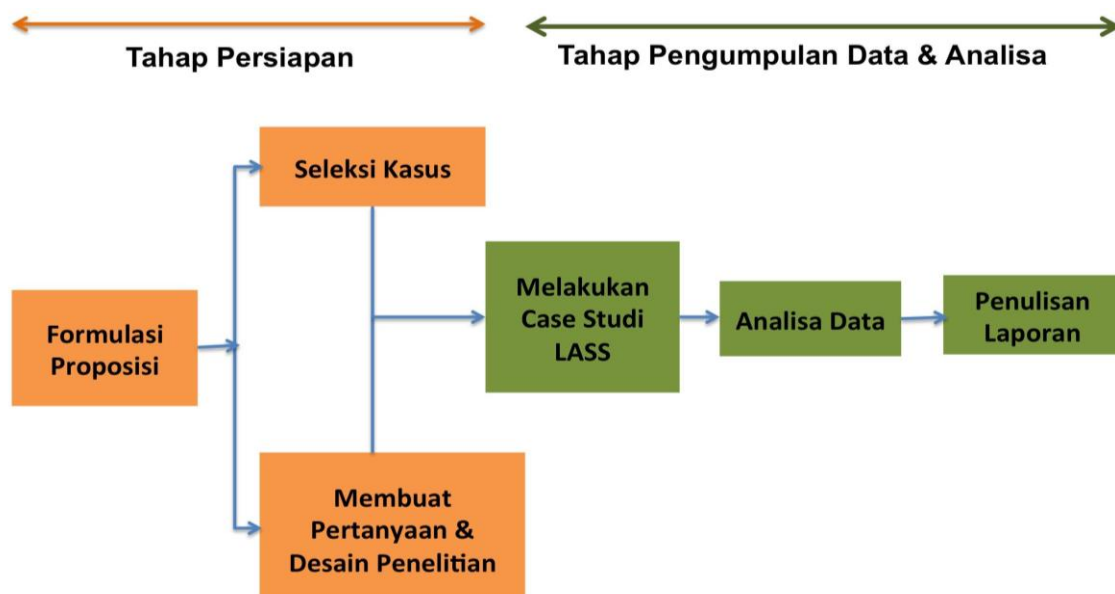 Tahap Persiapan
Tahap Pengumpulan Data & Analisa
Seleksi Kasus
Formulasi
Proposisi
Membuat
Pertanyaan &
Desain Penelitian
Melakukan
Case Studi
LASS
Analisa Data
Penulisan
Laporan